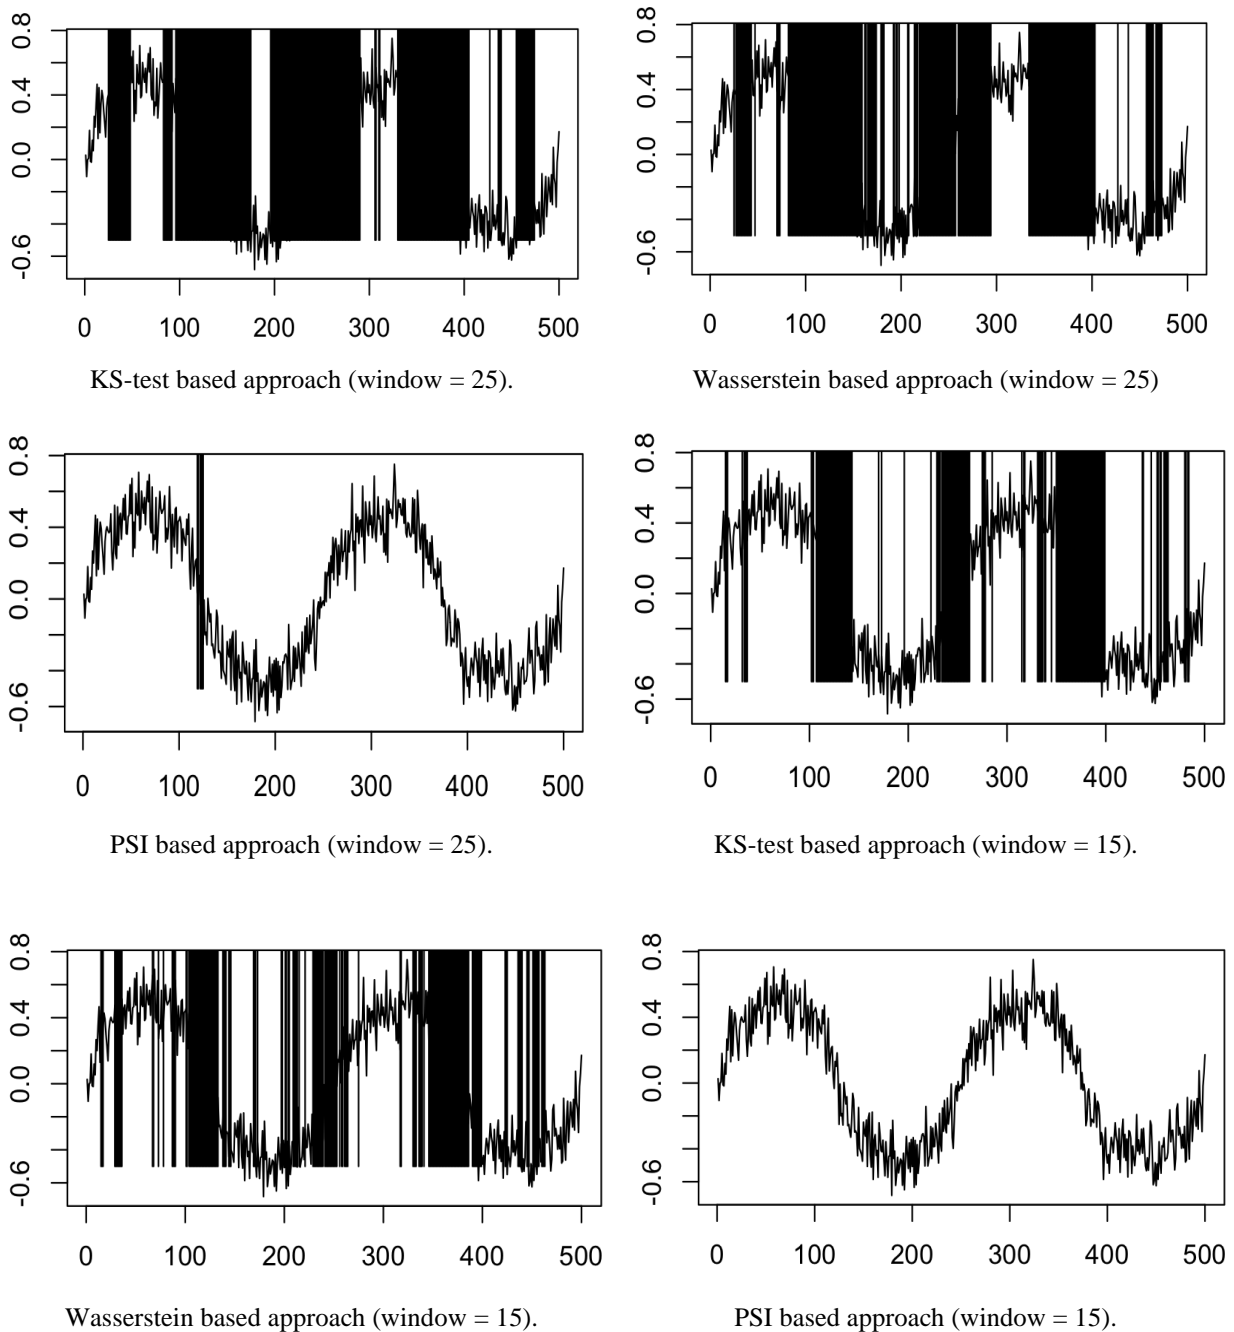 0.8
0.4
0.0
-0.6
0 100 200 300 400 500
KS-test based approach (window = 25).
0.8
0.4
0.0
-0.6
0 100 200 300 400 500
Wasserstein based approach (window = 25)
0.8
0.4
0.0
-0.6
0 100 200 300 400 500
PSI based approach (window = 25).
0.8
0.4
0.0
-0.6
0 100 200 300 400 500
KS-test based approach (window = 15).
0.8
0.4
0.0
-0.6
0 100 200 300 400 500
Wasserstein based approach (window = 15).
0.8
0.4
0.0
-0.6
0 100 200 300 400 500
PSI based approach (window = 15).